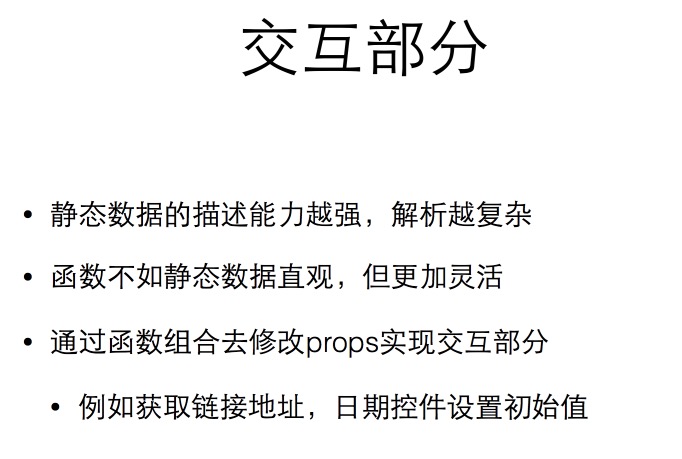 交互部分
• 静态数据的描述能力越强，解析越复杂
• 函数不如静态数据直观，但更加灵活
• 通过函数组合去修改props实现交互部分
• 例如获取链接地址，日期控件设置初始值